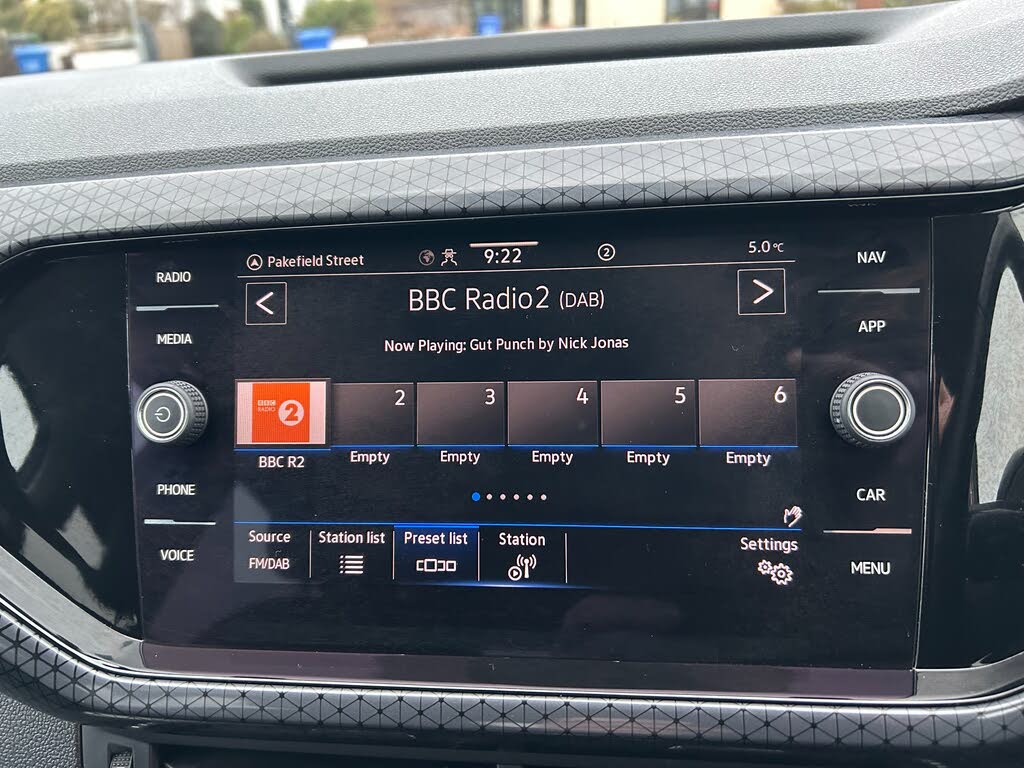 Pakefield Street 9:22 2 5.0 °C
RADIO
MEDIA
PHONE
VOICE
< BBC Radio2 (DAB) >
Now Playing: Gut Punch by Nick Jonas
BBC RADIO 2 2 3 4 5 6
BBC R2 Empty Empty Empty Empty Empty
Source Station list Preset list Station Settings
FM/DAB
NAV
APP
CAR
MENU